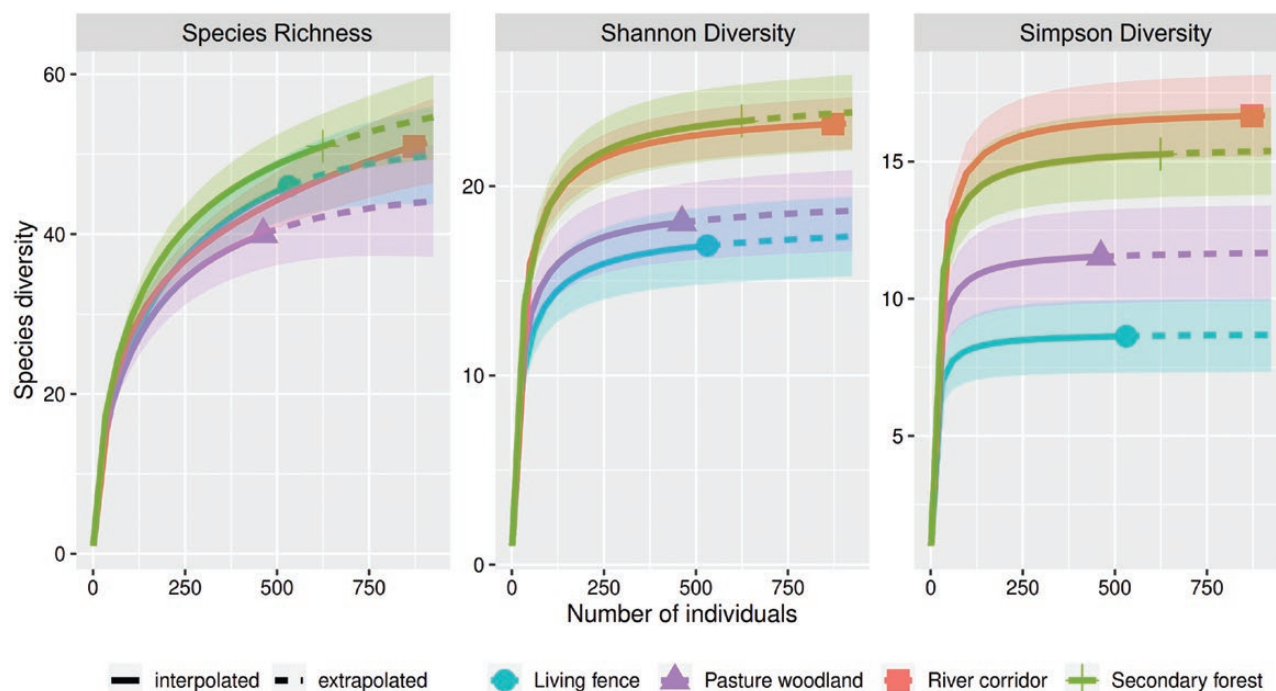 Species Richness
Shannon Diversity
Simpson Diversity
Species diversity
60
40
20
0
20
10
0
15
10
5
0 250 500 750
0 250 500 750
0 250 500 750
Number of individuals
interpolated extrapolated Living fence Pasture woodland River corridor Secondary forest